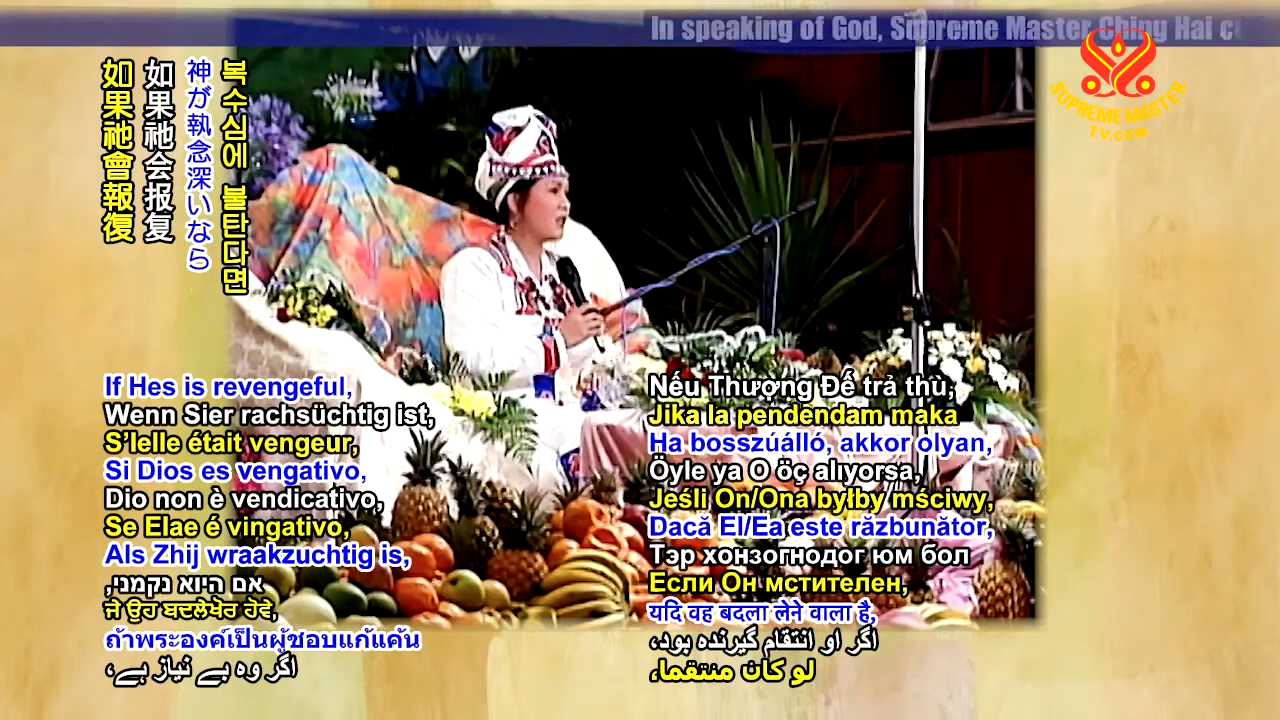 In speaking of God, Supreme Master Ching Hai c
SUPREME MASTER
TV.com
如果祂會報復
如果祂会报复
神が執念深いなら
복수심에 불탄다면
If Hes is revengeful,
Wenn Sier rachsüchtig ist,
S'Ielle était vengeur,
Si Dios es vengativo,
Dio non è vendicativo,
Se Elae é vingativo,
Als Zhij wraakzuchtig is,
אם היוא נקמני,
ਜੇ ਉਹ ਬਦਲੇਖੋਰ ਹੋਵੇ,
ถ้าพระองค์เป็นผู้ชอบแก้แค้น
اگر وہ بے نیاز ہے،
Nếu Thượng Đế trả thù,
Jika Ia pendendam maka
Ha bosszúálló, akkor olyan,
Öyle ya O öç alıyorsa,
Jeśli On/Ona byłby mściwy,
Dacă El/Ea este răzbunător,
Тэр хонзогнодог юм бол
Если Он мстителен,
यदि वह बदला लेने वाला है,
اگر او انتقام گیرنده بود،
لو كان منتقما،